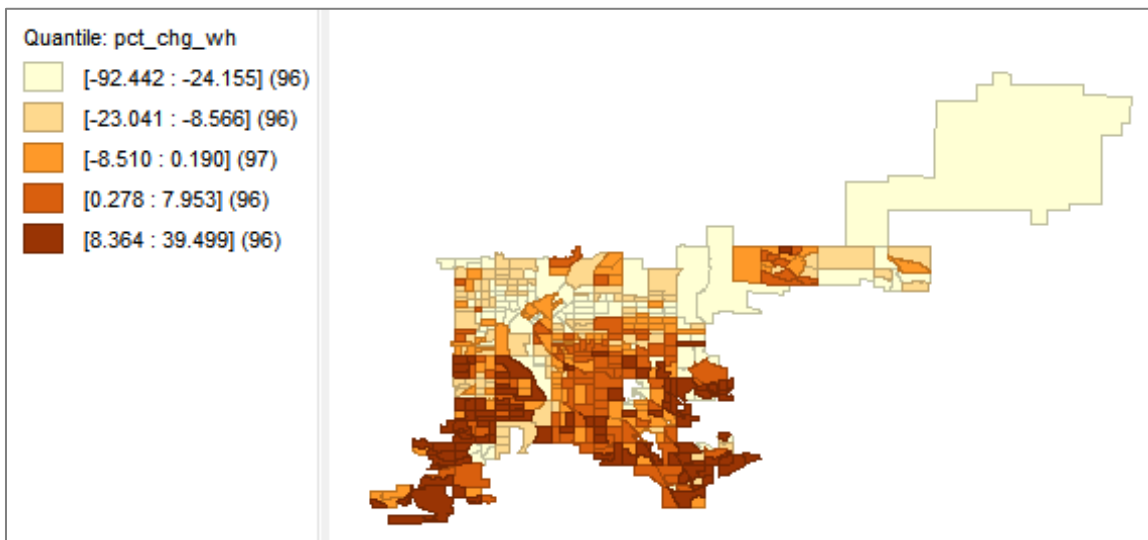 Quantile: pct_chg_wh
[-92.442 : -24.155] (96)
[-23.041 : -8.566] (96)
[-8.510 : 0.190] (97)
[0.278 : 7.953] (96)
[8.364 : 39.499] (96)